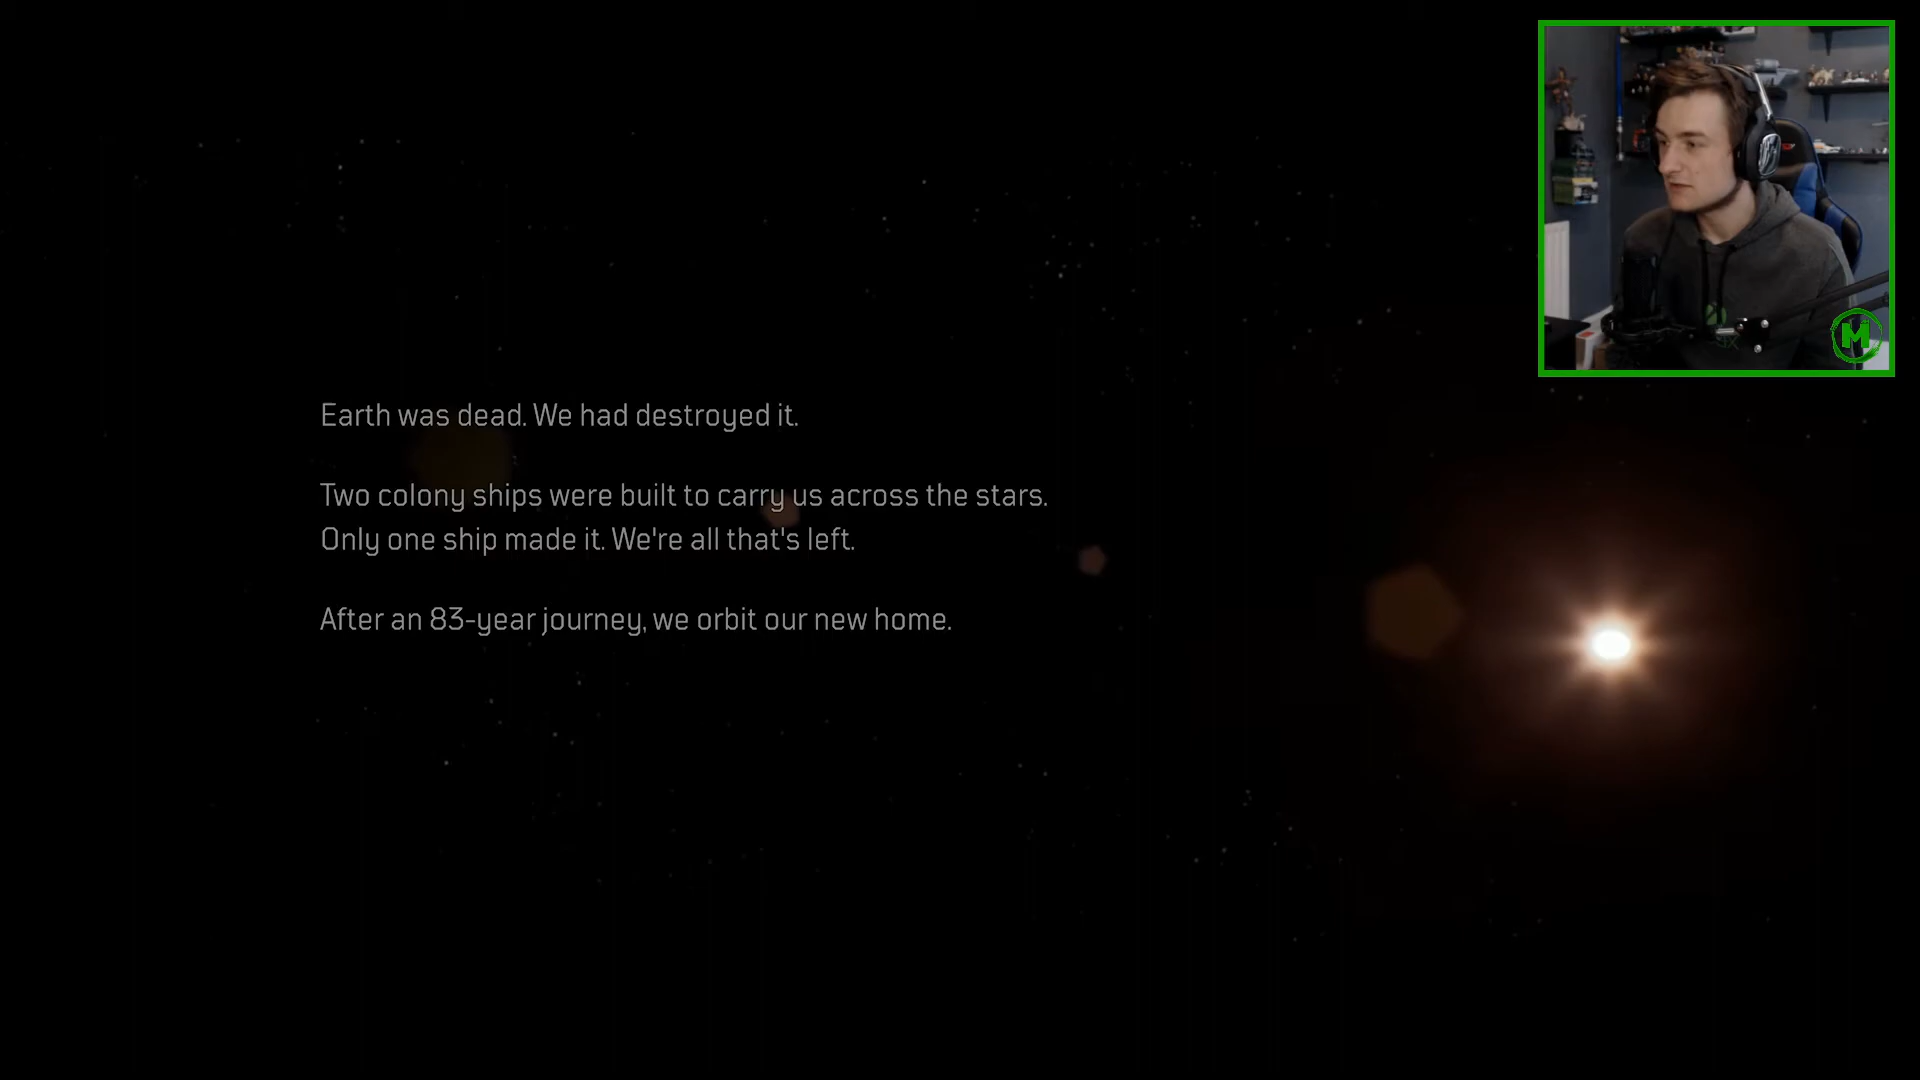 Earth was dead. We had destroyed it.
Two colony ships were built to carry us across the stars.
Only one ship made it. We're all that's left.
After an 83-year journey, we orbit our new home.
M